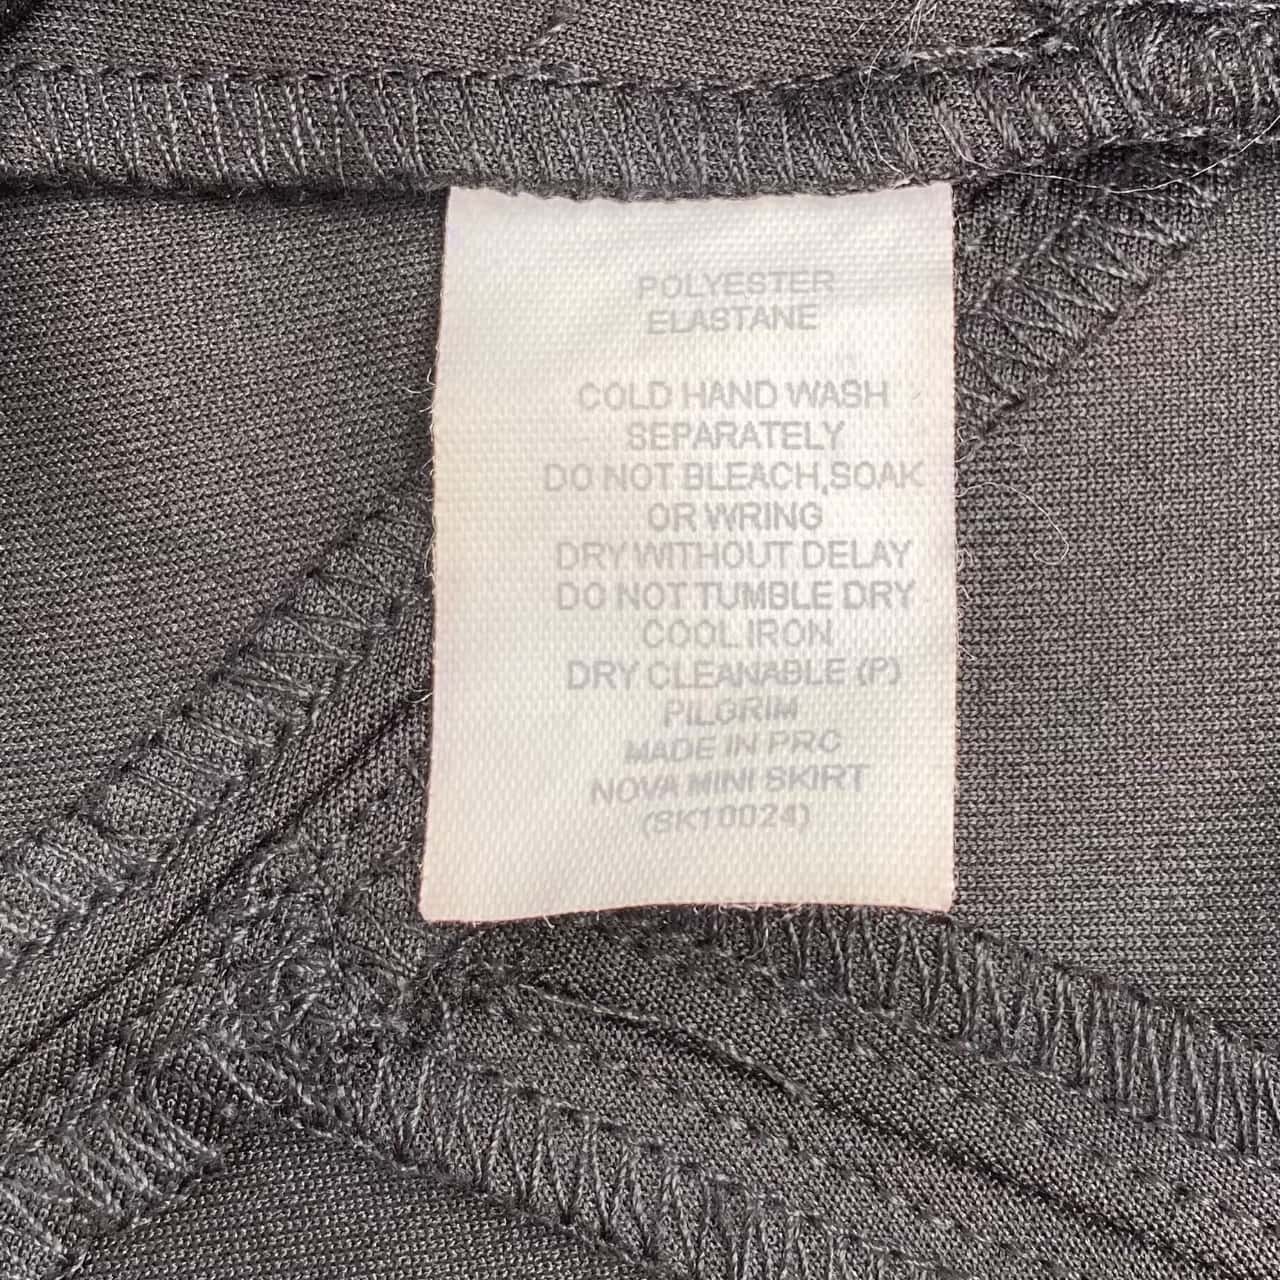 POLYESTER
ELASTANE
COLD HAND WASH
SEPARATELY
DO NOT BLEACH,SOAK
OR WRING
DRY WITHOUT DELAY
DO NOT TUMBLE DRY
COOL IRON
DRY CLEANABLE (P)
PILGRIM
MADE IN PRC
NOVA MINI SKIRT
(SK10024)